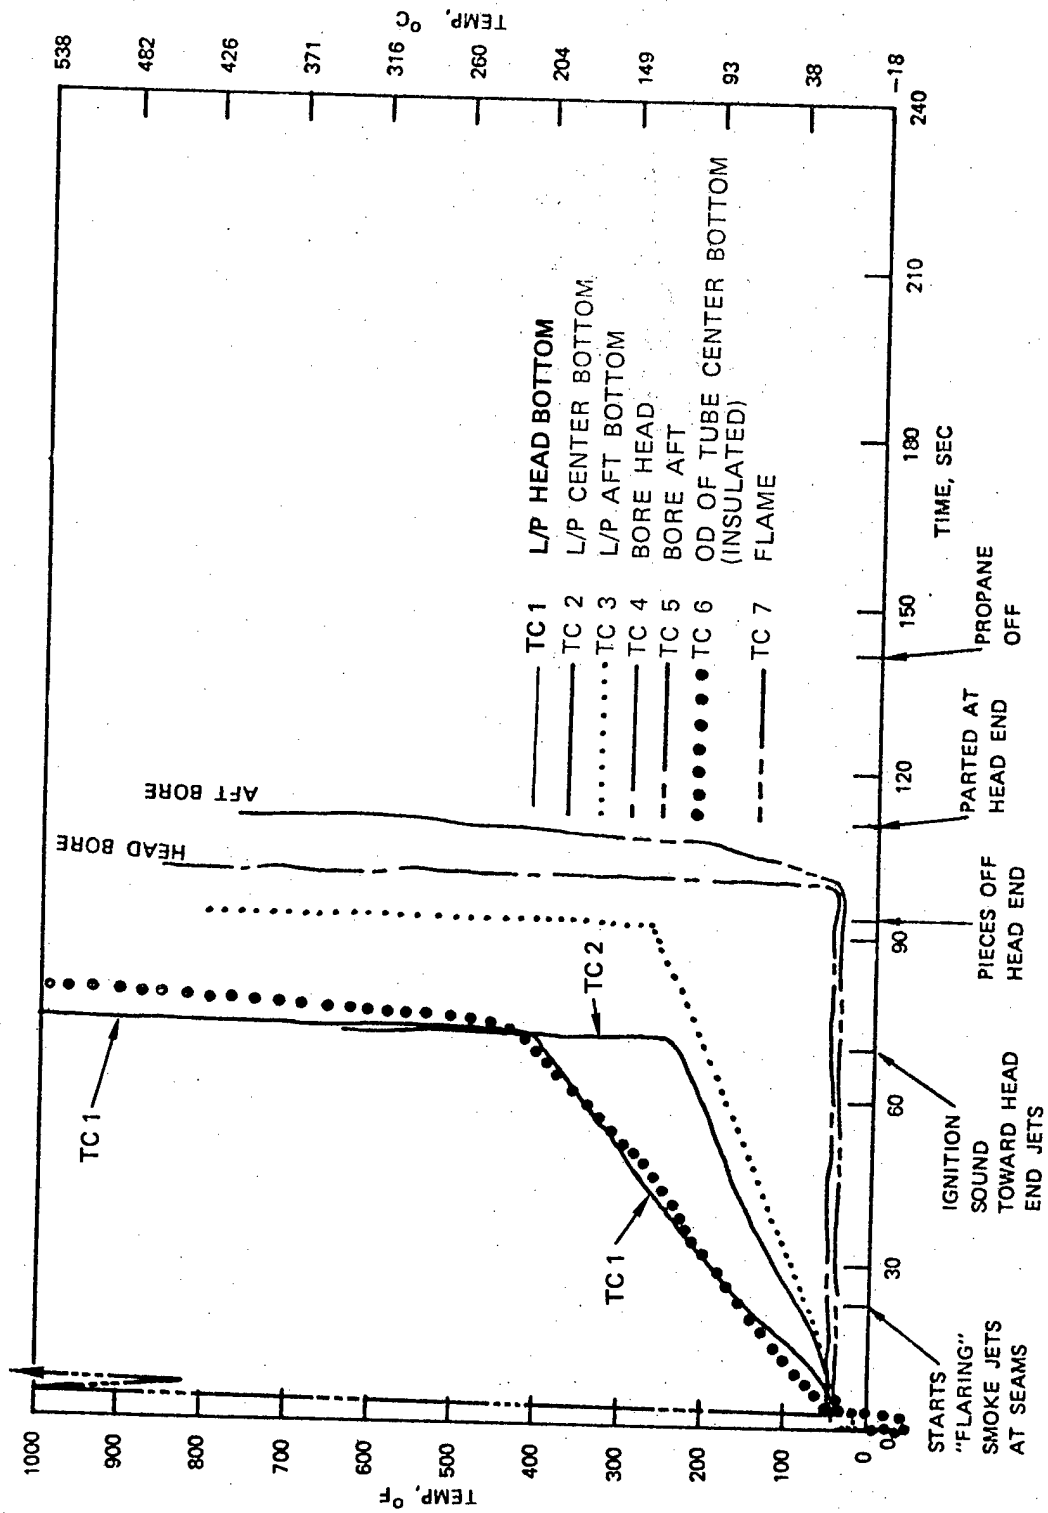 TEMP, °F
1000
900
800
700
600
500
400
300
200
100
0
TEMP, °C
538
482
426
371
316
260
204
149
93
38
-18
0
30
60
90
120
150
180
210
240
TIME, SEC
TC 1
TC 1
TC 2
HEAD BORE
AFT BORE
TC 1 L/P HEAD BOTTOM
TC 2 L/P CENTER BOTTOM
TC 3 L/P AFT BOTTOM
TC 4 BORE HEAD
TC 5 BORE AFT
TC 6 OD OF TUBE CENTER BOTTOM
(INSULATED)
TC 7 FLAME
STARTS
"FLARING"
SMOKE JETS
AT SEAMS
IGNITION
SOUND
TOWARD HEAD
END JETS
PIECES OFF
HEAD END
PARTED AT
HEAD END
PROPANE
OFF